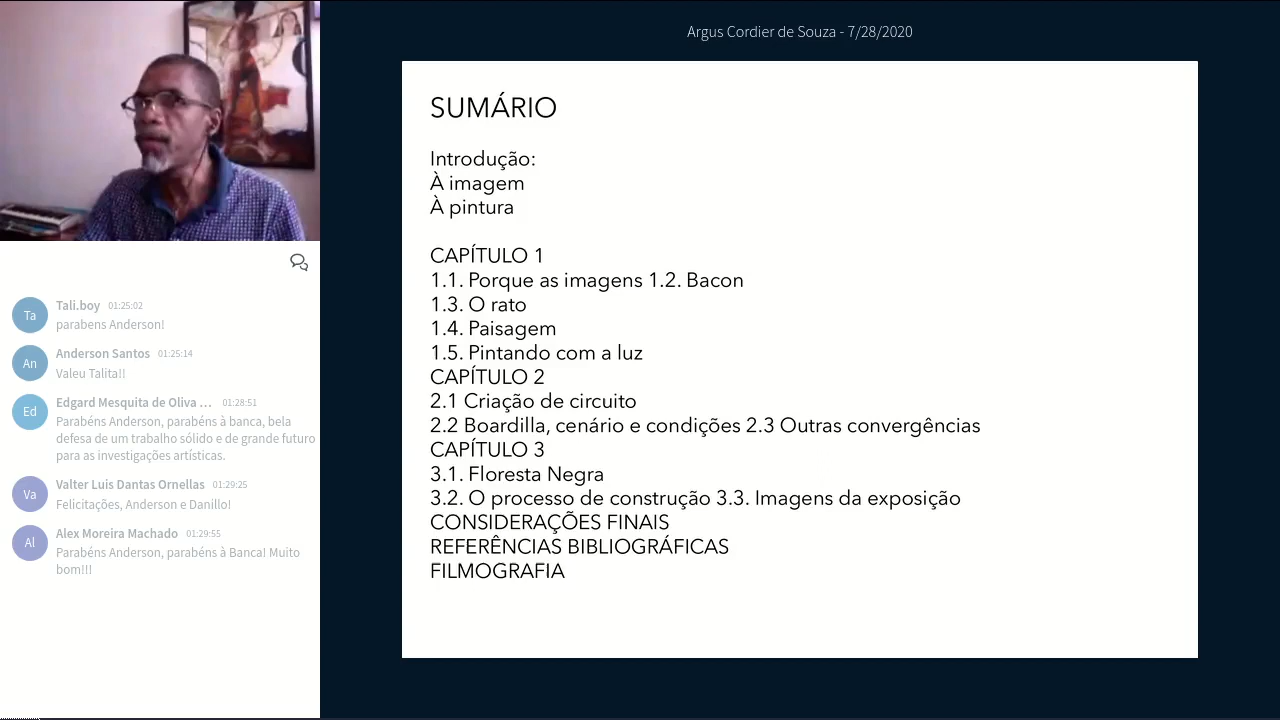 Argus Cordier de Souza - 7/28/2020
SUMÁRIO
Introdução:
À imagem
À pintura
CAPÍTULO 1
1.1. Porque as imagens 1.2. Bacon
1.3. O rato
1.4. Paisagem
1.5. Pintando com a luz
CAPÍTULO 2
2.1 Criação de circuito
2.2 Boardilla, cenário e condições 2.3 Outras convergências
CAPÍTULO 3
3.1. Floresta Negra
3.2. O processo de construção 3.3. Imagens da exposição
CONSIDERAÇÕES FINAIS
REFERÊNCIAS BIBLIOGRÁFICAS
FILMOGRAFIA
Ta
Tali.boy 01:25:02
parabens Anderson!
An
Anderson Santos 01:25:14
Valeu Talita!!
Ed
Edgard Mesquita de Oliva ... 01:28:51
Parabéns Anderson, parabéns à banca, bela
defesa de um trabalho sólido e de grande futuro
para as investigações artísticas.
Va
Valter Luis Dantas Ornellas 01:29:25
Felicitações, Anderson e Danillo!
Al
Alex Moreira Machado 01:29:55
Parabéns Anderson, parabéns à Banca! Muito
bom!!!